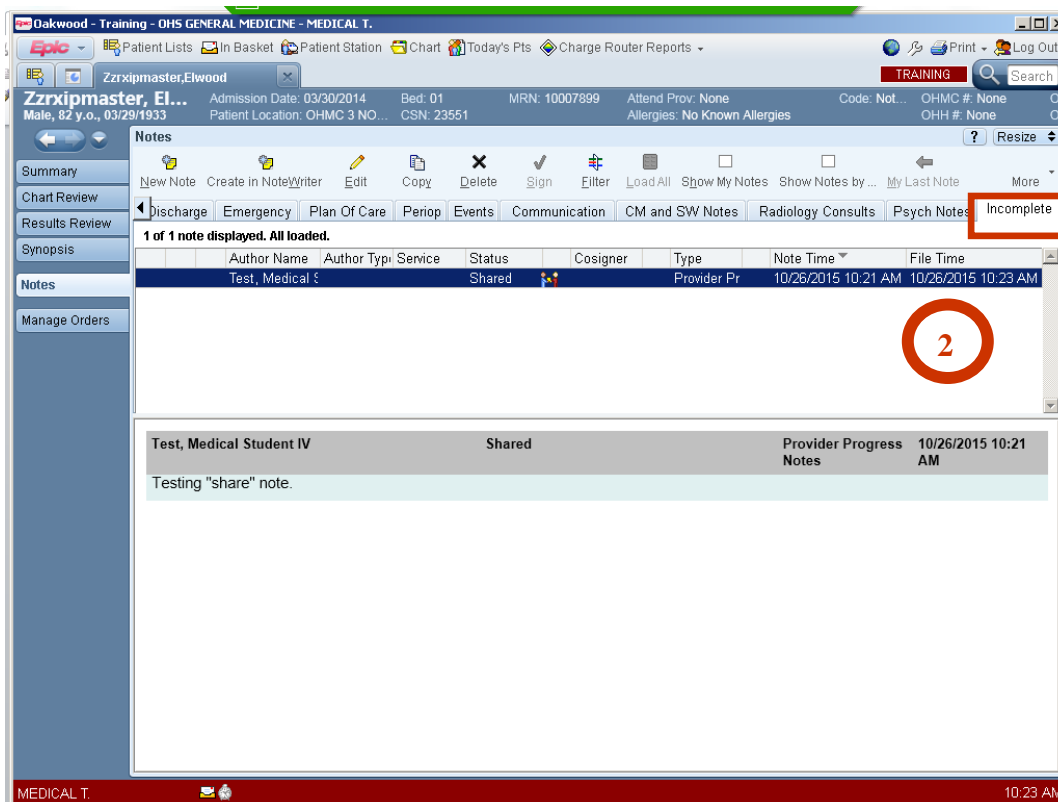 Oakwood - Training - OHS GENERAL MEDICINE - MEDICAL T.
Epic Patient Lists In Basket Patient Station Chart Today's Pts Charge Router Reports Print Log Out
Zzrxipmaster,Elwood TRAINING Search
Zzrxipmaster, El... Admission Date: 03/30/2014 Bed: 01 MRN: 10007899 Attend Prov: None Code: Not... OHMC #: None
Male, 82 y.o., 03/29/1933 Patient Location: OHMC 3 NO... CSN: 23551 Allergies: No Known Allergies OHH #: None
Notes ? Resize
Summary
Chart Review
Results Review
Synopsis
Notes
Manage Orders
New Note Create in NoteWriter Edit Copy Delete Sign Filter Load All Show My Notes Show Notes by ... My Last Note More
Discharge Emergency Plan Of Care Periop Events Communication CM and SW Notes Radiology Consults Psych Notes Incomplete
1 of 1 note displayed. All loaded.
Author Name Author Typ Service Status Cosigner Type Note Time File Time
Test, Medical S Shared Provider Pr 10/26/2015 10:21 AM 10/26/2015 10:23 AM
2
Test, Medical Student IV Shared Provider Progress Notes 10/26/2015 10:21 AM
Testing "share" note.
MEDICAL T. 10:23 AM